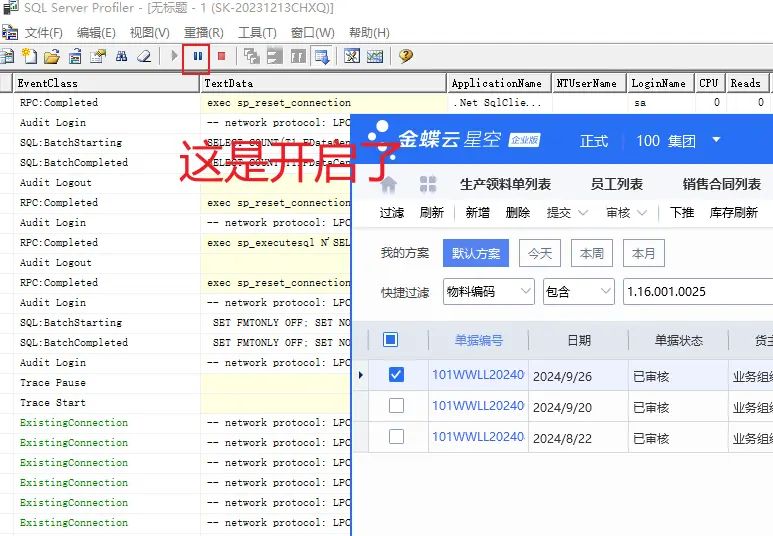 SQL Server Profiler - [无标题 - 1 (SK-20231213CHXQ)]
文件(F) 编辑(E) 视图(V) 重播(R) 工具(T) 窗口(W) 帮助(H)
EventClass TextData ApplicationName NTUserName LoginName CPU Reads
RPC:Completed exec sp_reset_connection .Net SqlClie... sa 0 0
Audit Login -- network protocol: LPC
SQL:BatchStarting
SQL:BatchCompleted
Audit Logout
这是开启了
RPC:Completed exec sp_reset_connection
Audit Login -- network protocol: LPC
RPC:Completed exec sp_executesql N'SEL
Audit Logout
RPC:Completed exec sp_reset_connection
Audit Login -- network protocol: LPC
SQL:BatchStarting SET FMTONLY OFF; SET NO
SQL:BatchCompleted SET FMTONLY OFF; SET NO
Audit Login -- network protocol: LPC
Trace Pause
Trace Start
ExistingConnection -- network protocol: LPC
ExistingConnection -- network protocol: LPC
ExistingConnection -- network protocol: LPC
ExistingConnection -- network protocol: LPC
ExistingConnection -- network protocol: LPC
ExistingConnection -- network protocol: LPC
金蝶云 星空 企业版 正式 100 集团
生产领料单列表 员工列表 销售合同列表
过滤 刷新 新增 删除 提交 审核 下推 库存刷新
我的方案 默认方案 今天 本周 本月
快捷过滤 物料编码 包含 1.16.001.0025
单据编号 日期 单据状态 货主
101WWLL20240 2024/9/26 已审核 业务组织
101WWLL20240 2024/9/20 已审核 业务组织
101WWLL20240 2024/8/22 已审核 业务组织